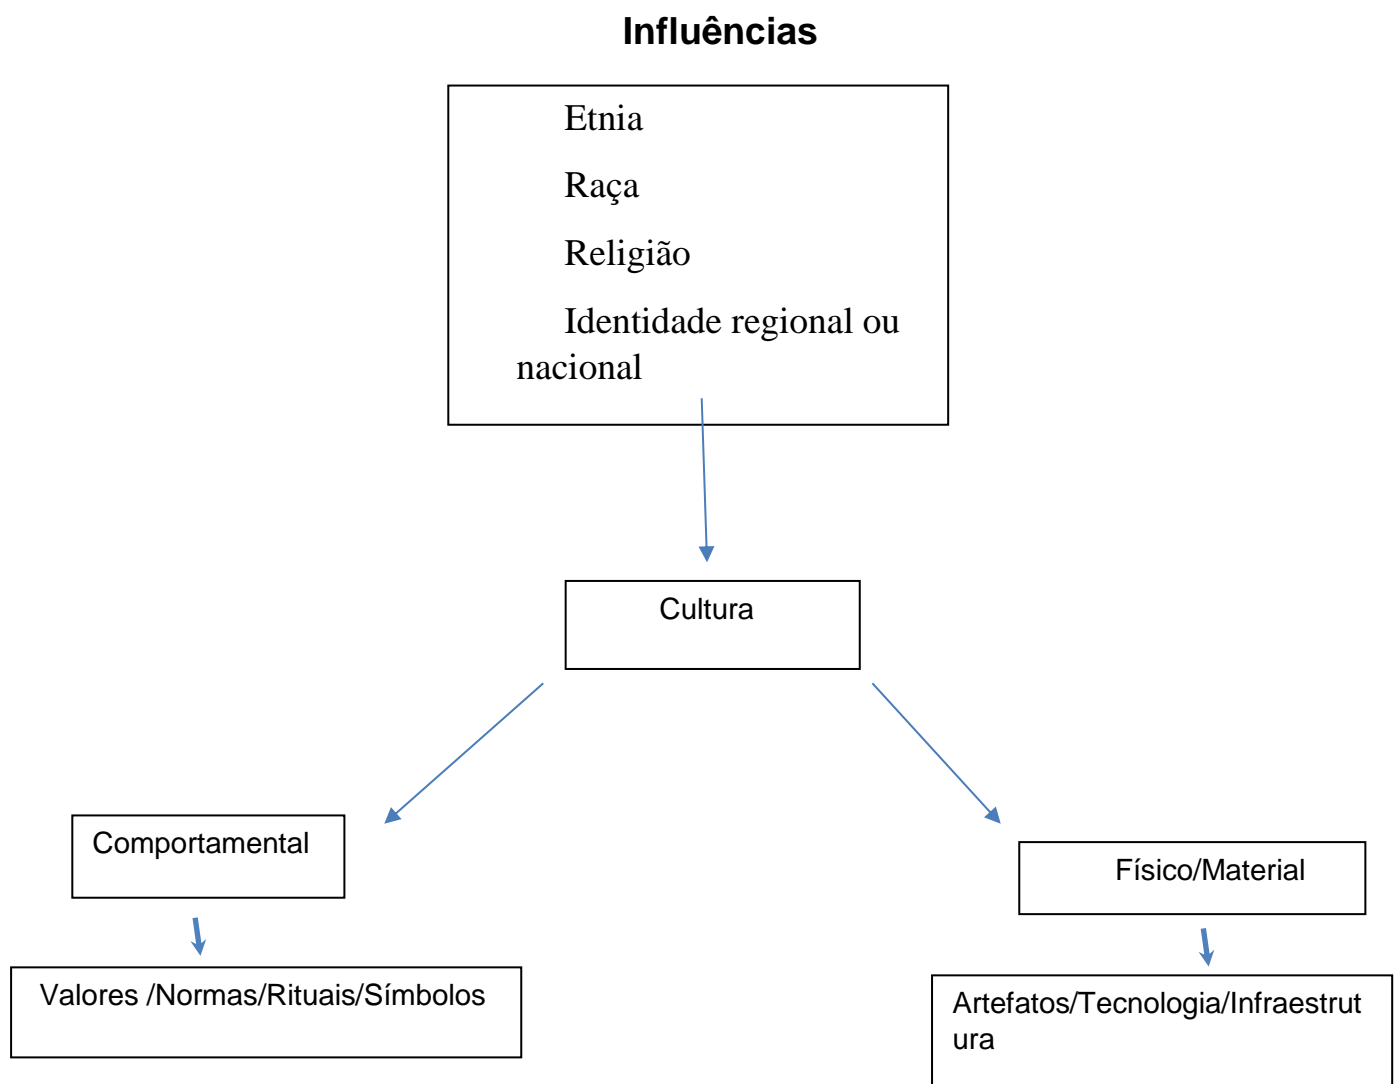 Influências
Etnia
Raça
Religião
Identidade regional ou
nacional
Cultura
Comportamental
Físico/Material
Valores /Normas/Rituais/Símbolos
Artefatos/Tecnologia/Infraestrut
ura